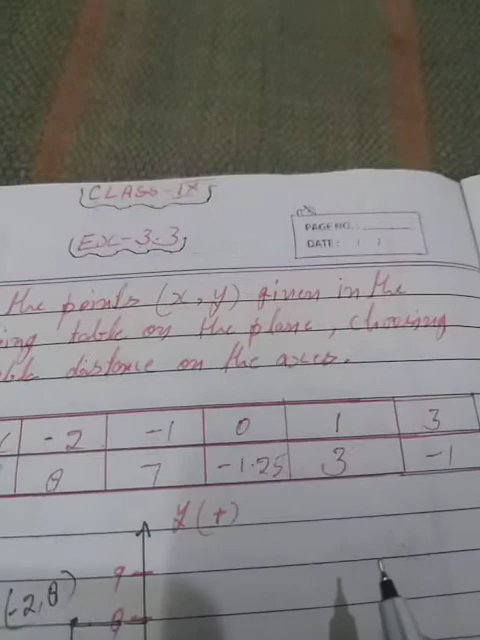 CLASS-IX
EX-3.3
PAGE NO.:
DATE: / /
the points (x, y) given in the
ing table on the plane, choosing
distance on the axes.
-2 -1 0 1 3
8 7 -1.25 3 -1
Y(+)
9
(-2,8)
8